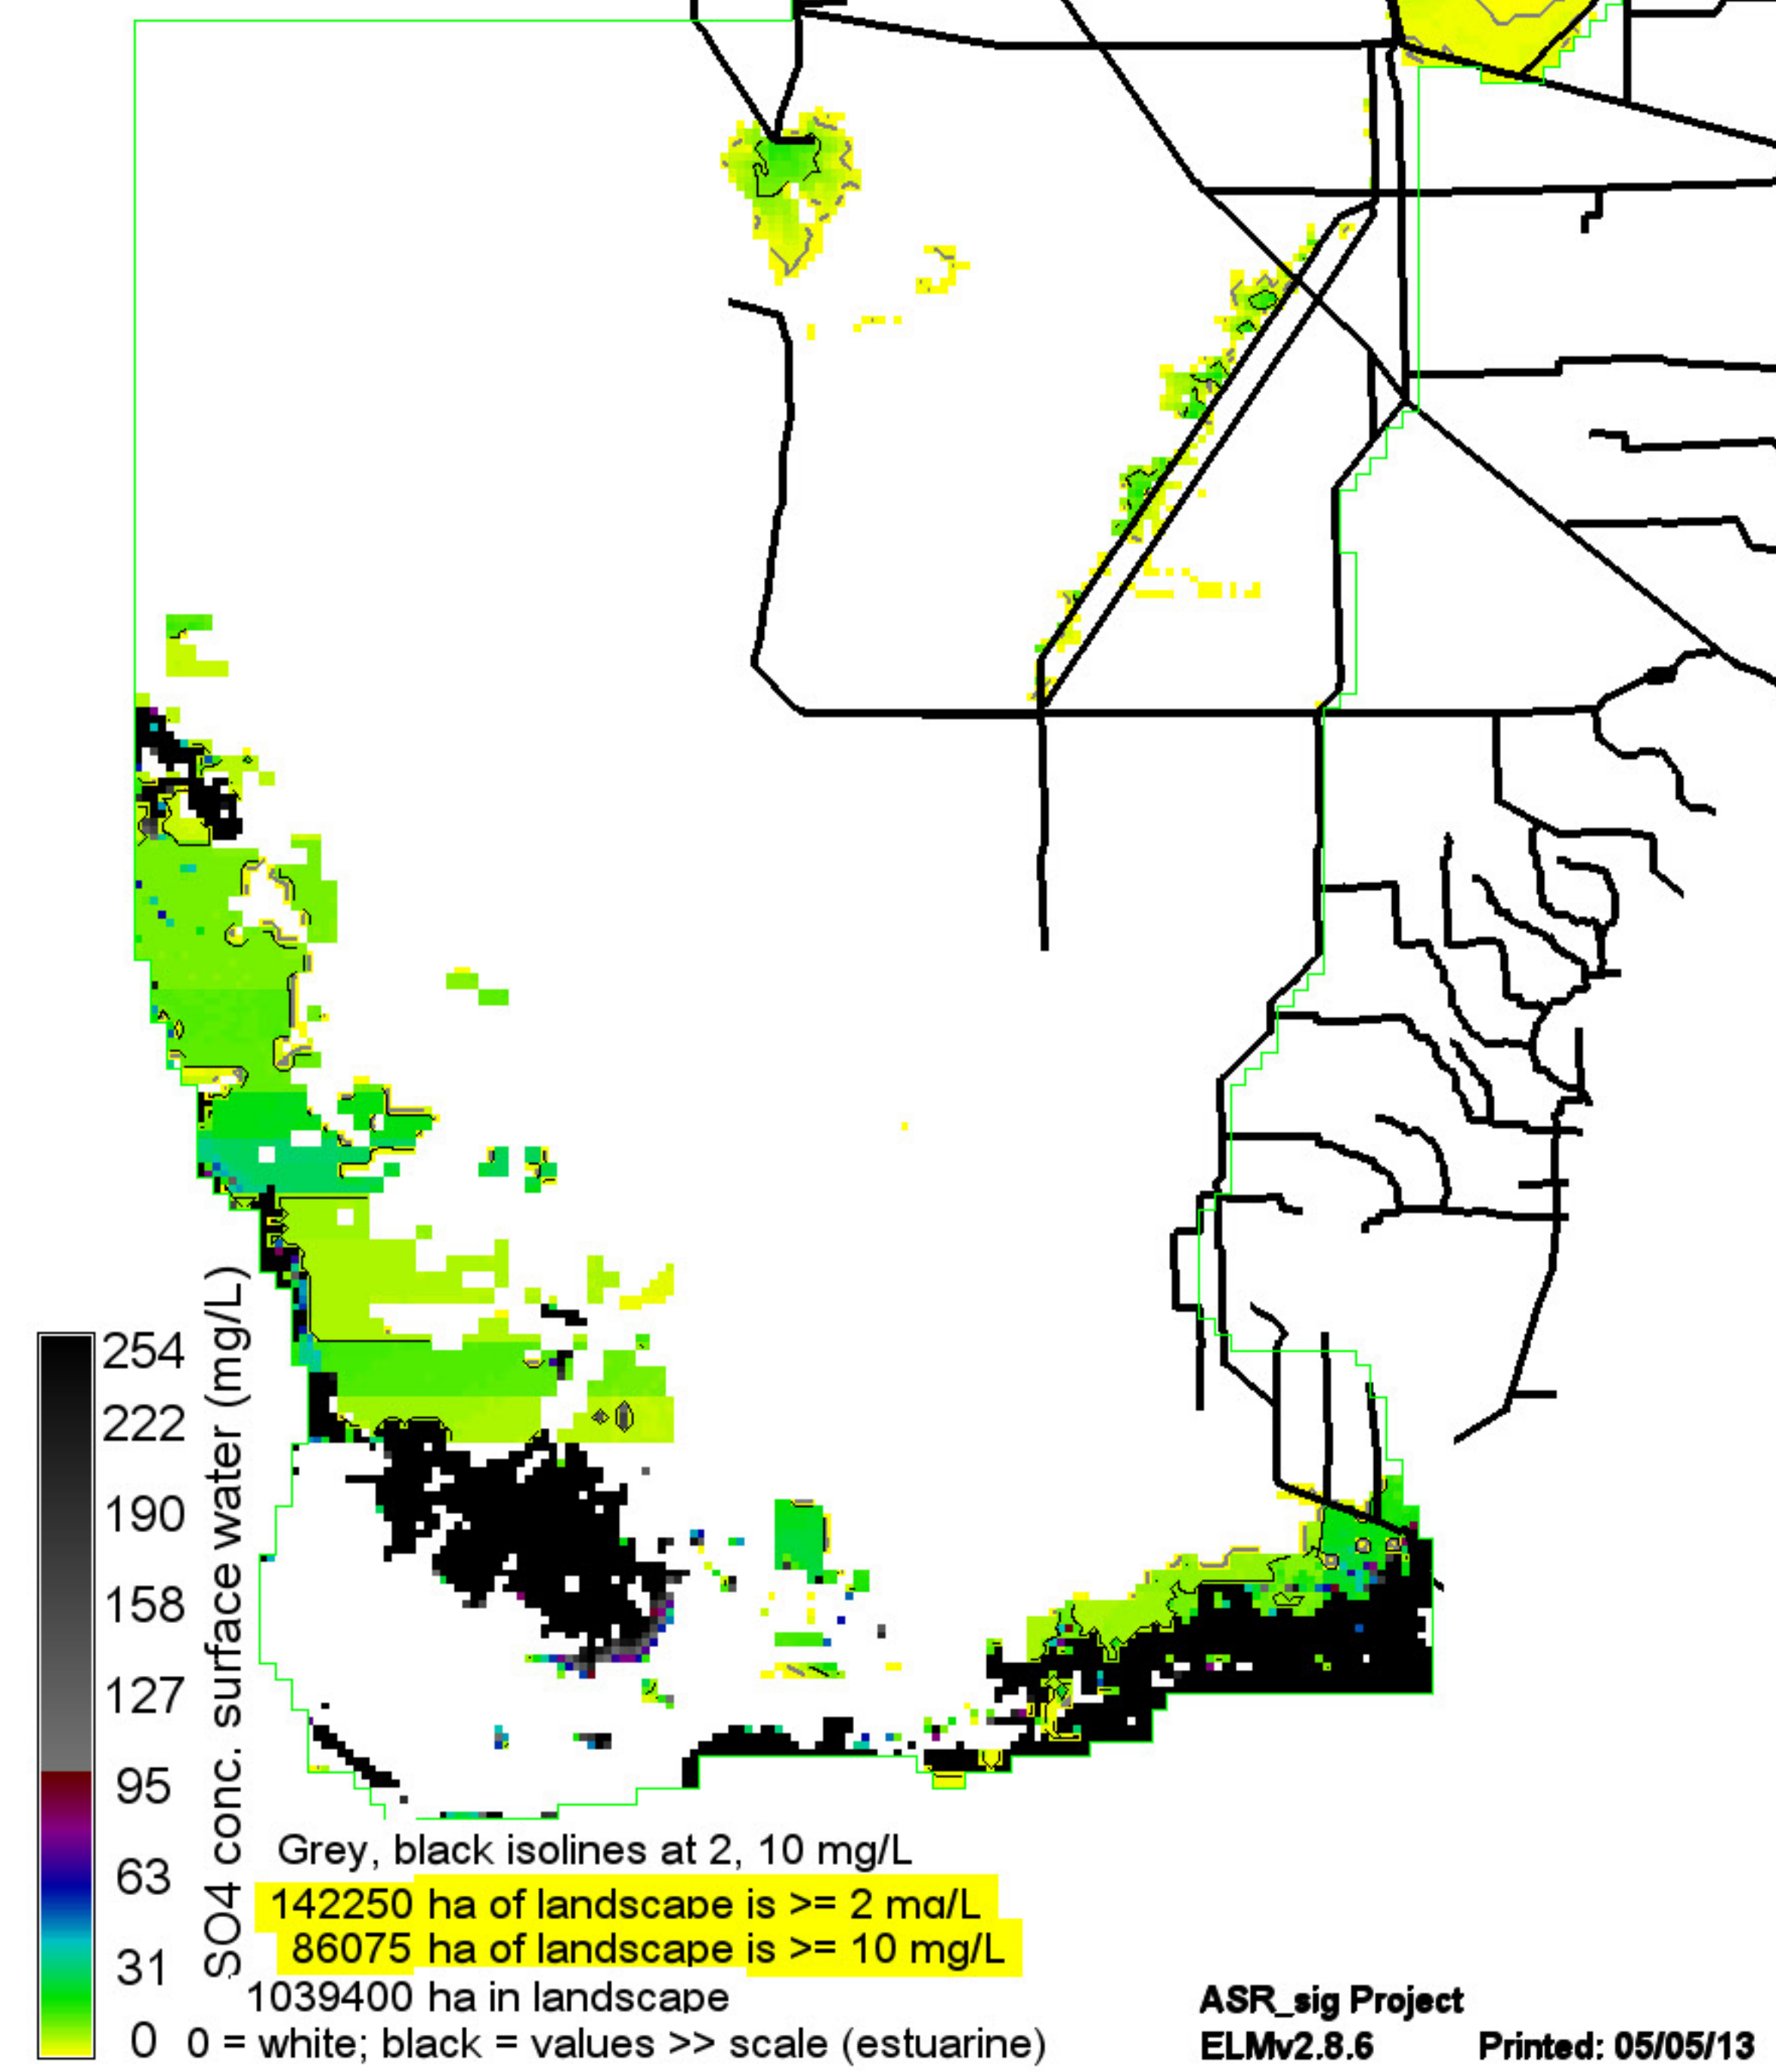 254
222
190
158
127
95
63
31
0
SO4 conc. surface water (mg/L)
Grey, black isolines at 2, 10 mg/L
142250 ha of landscape is >= 2 mg/L
86075 ha of landscape is >= 10 mg/L
1039400 ha in landscape
0 = white; black = values >> scale (estuarine)
ASR_sig Project
ELMv2.8.6 Printed: 05/05/13